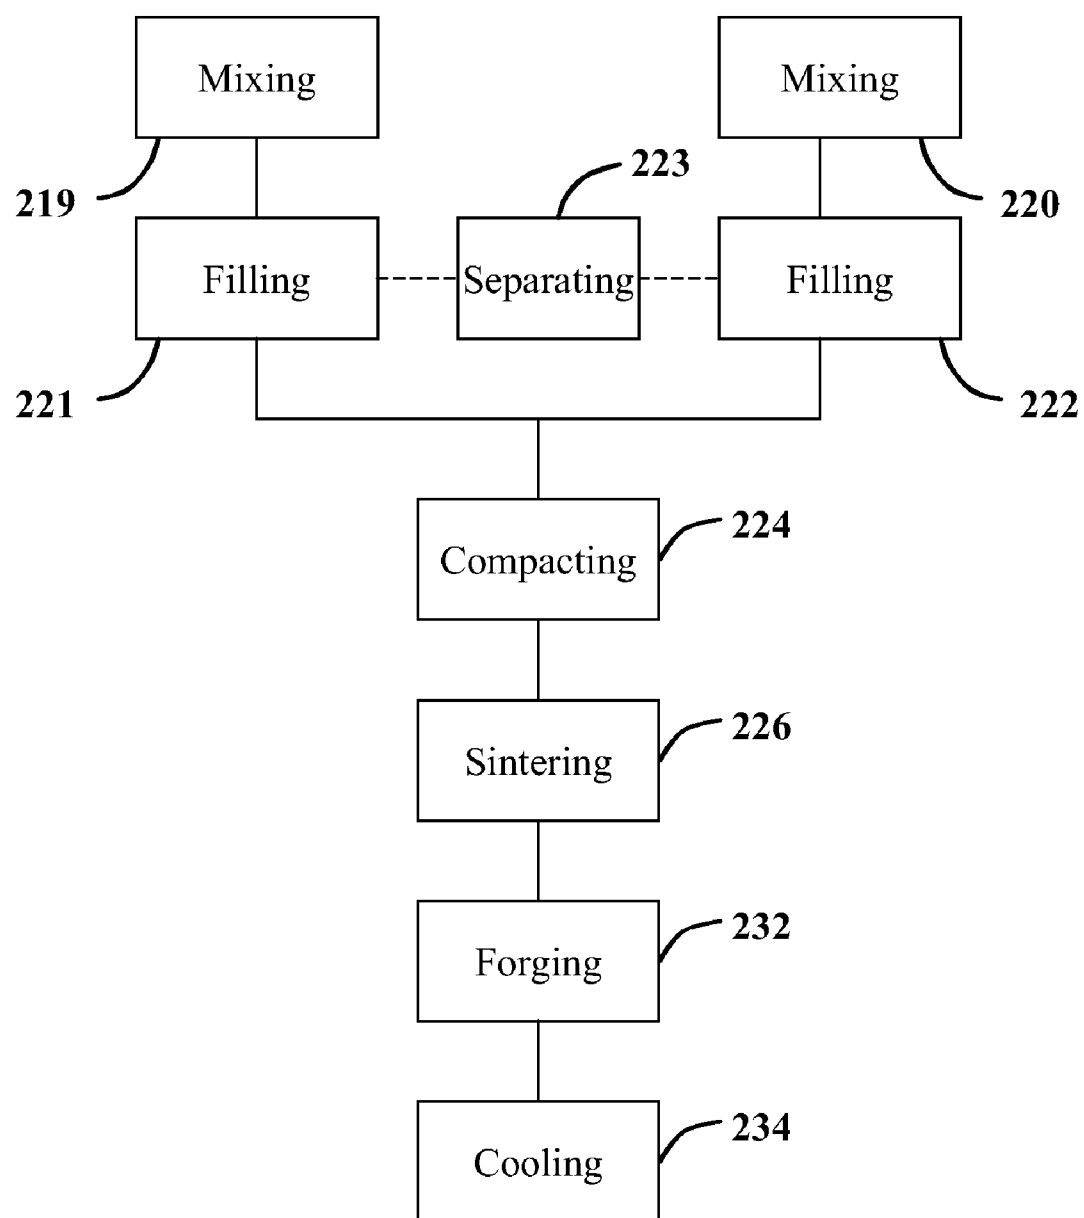 Mixing
Mixing
223
219
220
Filling
Separating
Filling
221
222
224
Compacting
226
Sintering
232
Forging
234
Cooling